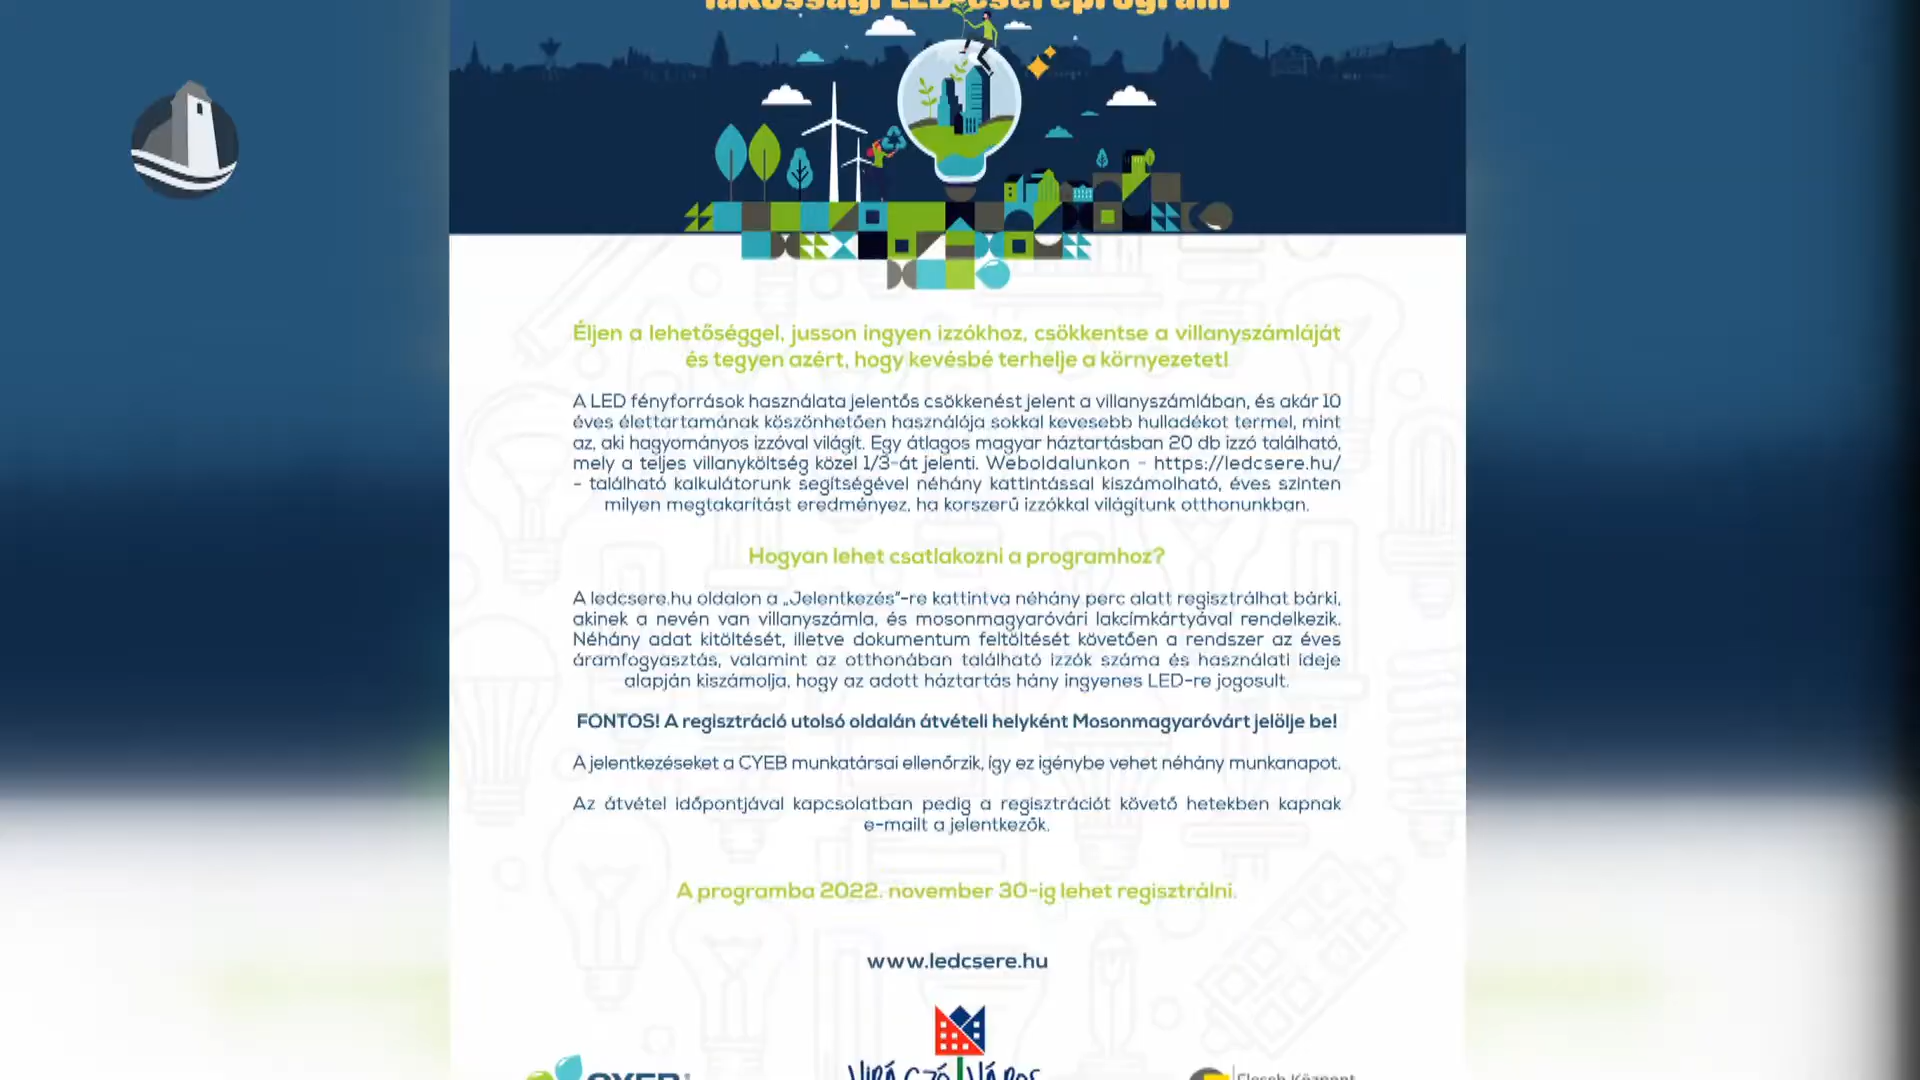 lakossági LED-csereprogram
Éljen a lehetőséggel, jusson ingyen izzókhoz, csökkentse a villanyszámláját
és tegyen azért, hogy kevésbé terhelje a környezetet!
A LED fényforrások használata jelentős csökkenést jelent a villanyszámlában, és akár 10
éves élettartamának köszönhetően használója sokkal kevesebb hulladékot termel, mint
az, aki hagyományos izzóval világít. Egy átlagos magyar háztartásban 20 db izzó található,
mely a teljes villanyköltség közel 1/3-át jelenti. Weboldalunkon - https://ledcsere.hu/
- található kalkulátorunk segítségével néhány kattintással kiszámolható, éves szinten
milyen megtakarítást eredményez, ha korszerű izzókkal világítunk otthonunkban.
Hogyan lehet csatlakozni a programhoz?
A ledcsere.hu oldalon a „Jelentkezés”-re kattintva néhány perc alatt regisztrálhat bárki,
akinek a nevén van villanyszámla, és mosonmagyaróvári lakcímkártyával rendelkezik.
Néhány adat kitöltését, illetve dokumentum feltöltését követően a rendszer az éves
áramfogyasztás, valamint az otthonában található izzók száma és használati ideje
alapján kiszámolja, hogy az adott háztartás hány ingyenes LED-re jogosult.
FONTOS! A regisztráció utolsó oldalán átvételi helyként Mosonmagyaróvárt jelölje be!
A jelentkezéseket a CYEB munkatársai ellenőrzik, így ez igénybe vehet néhány munkanapot.
Az átvétel időpontjával kapcsolatban pedig a regisztrációt követő hetekben kapnak
e-mailt a jelentkezők.
A programba 2022. november 30-ig lehet regisztrálni.
www.ledcsere.hu
CYEB
VIRÁGZÓ VÁROS
Flesch Központ